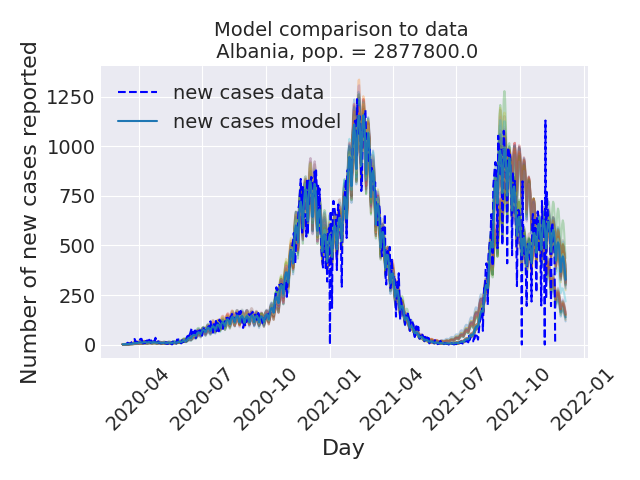 Model comparison to data
Albania, pop. = 2877800.0
Number of new cases reported
1250
1000
750
500
250
0
new cases data
new cases model
2020-04
2020-07
2020-10
2021-01
2021-04
2021-07
2021-10
2022-01
Day